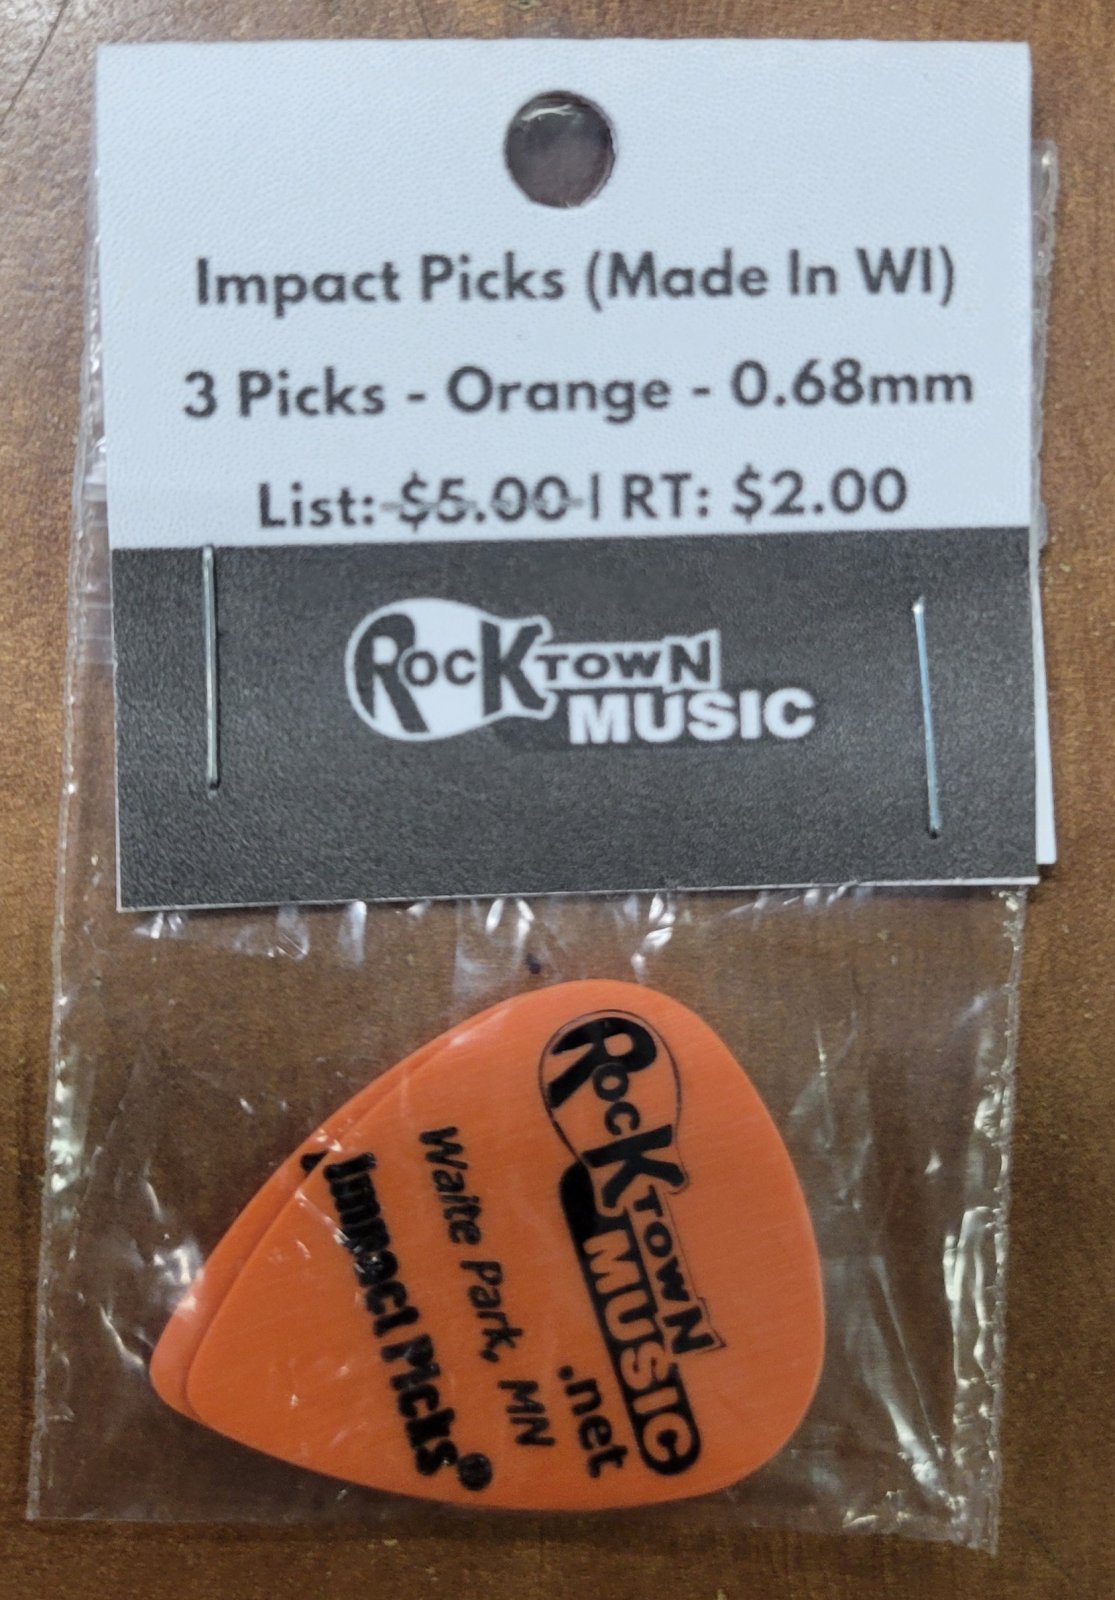 Impact Picks (Made In WI)
3 Picks - Orange - 0.68mm
List: $5.00 | RT: $2.00
ROCKTOWN
MUSIC
ROCKTOWN
MUSIC
.net
Waite Park, MN
Impact Picks®